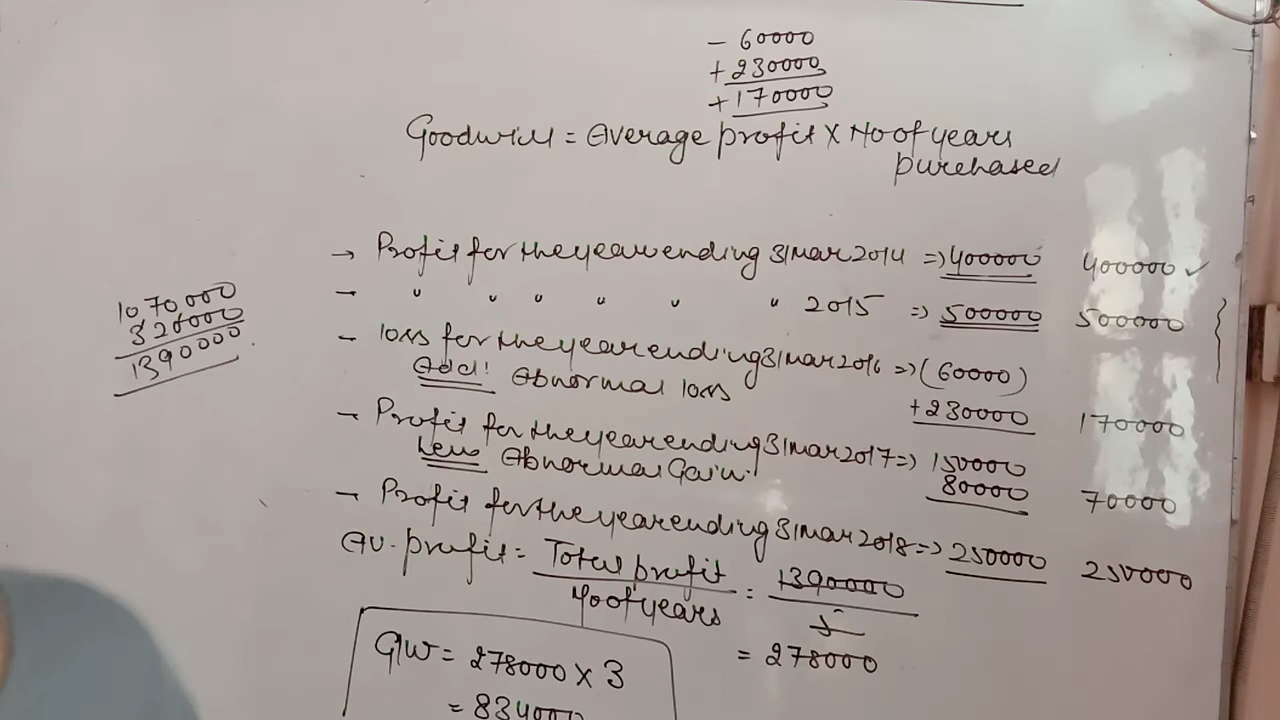 - 60000
+ 230000
+ 170000
Goodwill = Average profit X No of years
purchased
→ Profit for the year ending 31 Mar 2014 => 400000 400000 ✓
- " " " " " " 2015 => 500000 500000
1070000
320000
1390000
- loss for the year ending 31 Mar 2016 => (60000)
Add: Abnormal loss
+230000 170000
- Profit for the year ending 31 Mar 2017 => 150000
Less Abnormal Gain.
80000 70000
- Profit for the year ending 31 Mar 2018 => 250000 250000
Av. profit = Total profit / No of years = 1390000 / 5
= 278000
G/W = 278000 X 3
= 834000